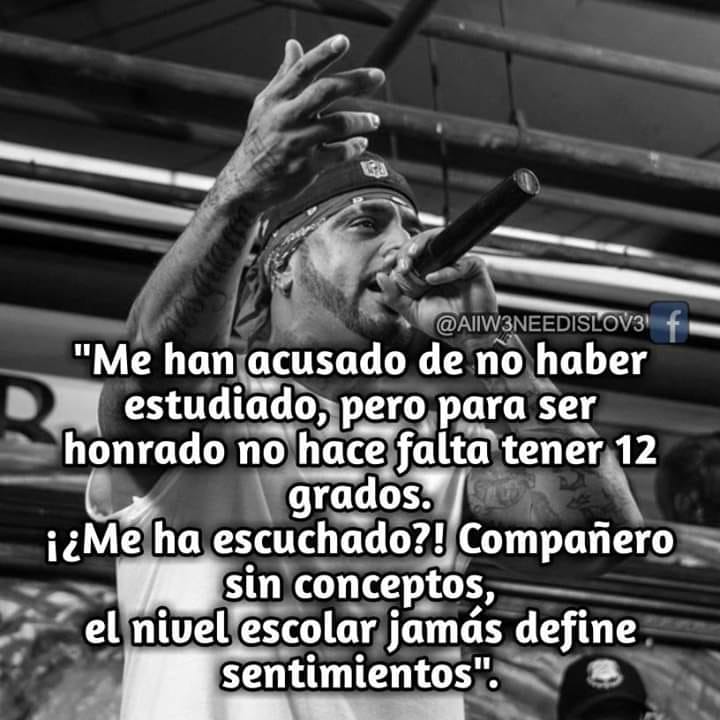 @AllW3NEEDISLOV3
f
"Me han acusado de no haber
estudiado, pero para ser
honrado no hace falta tener 12
grados.
¡¿Me ha escuchado?! Compañero
sin conceptos,
el nivel escolar jamás define
sentimientos".